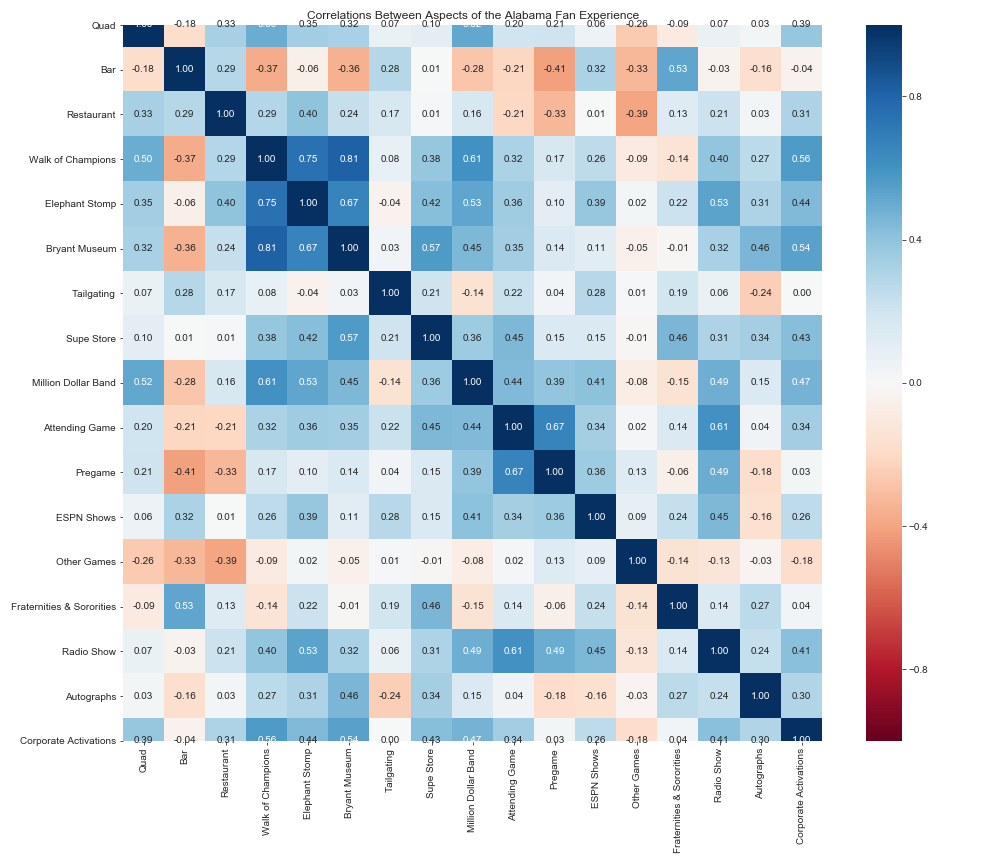 Correlations Between Aspects of the Alabama Fan Experience
Quad 1.00 -0.18 0.33 0.50 0.35 0.32 0.07 0.10 0.52 0.20 0.21 0.06 -0.26 -0.09 0.07 0.03 0.39
Bar -0.18 1.00 0.29 -0.37 -0.06 -0.36 0.28 0.01 -0.28 -0.21 -0.41 0.32 -0.33 0.53 -0.03 -0.16 -0.04
0.8
Restaurant 0.33 0.29 1.00 0.29 0.40 0.24 0.17 0.01 0.16 -0.21 -0.33 0.01 -0.39 0.13 0.21 0.03 0.31
Walk of Champions 0.50 -0.37 0.29 1.00 0.75 0.81 0.08 0.38 0.61 0.32 0.17 0.26 -0.09 -0.14 0.40 0.27 0.56
Elephant Stomp 0.35 -0.06 0.40 0.75 1.00 0.67 -0.04 0.42 0.53 0.36 0.10 0.39 0.02 0.22 0.53 0.31 0.44
0.4
Bryant Museum 0.32 -0.36 0.24 0.81 0.67 1.00 0.03 0.57 0.45 0.35 0.14 0.11 -0.05 -0.01 0.32 0.46 0.54
Tailgating 0.07 0.28 0.17 0.08 -0.04 0.03 1.00 0.21 -0.14 0.22 0.04 0.28 0.01 0.19 0.06 -0.24 0.00
Supe Store 0.10 0.01 0.01 0.38 0.42 0.57 0.21 1.00 0.36 0.45 0.15 0.15 -0.01 0.46 0.31 0.34 0.43
Million Dollar Band 0.52 -0.28 0.16 0.61 0.53 0.45 -0.14 0.36 1.00 0.44 0.39 0.41 -0.08 -0.15 0.49 0.15 0.47
0.0
Attending Game 0.20 -0.21 -0.21 0.32 0.36 0.35 0.22 0.45 0.44 1.00 0.67 0.34 0.02 0.14 0.61 0.04 0.34
Pregame 0.21 -0.41 -0.33 0.17 0.10 0.14 0.04 0.15 0.39 0.67 1.00 0.36 0.13 -0.06 0.49 -0.18 0.03
ESPN Shows 0.06 0.32 0.01 0.26 0.39 0.11 0.28 0.15 0.41 0.34 0.36 1.00 0.09 0.24 0.45 -0.16 0.26
-0.4
Other Games -0.26 -0.33 -0.39 -0.09 0.02 -0.05 0.01 -0.01 -0.08 0.02 0.13 0.09 1.00 -0.14 -0.13 -0.03 -0.18
Fraternities & Sororities -0.09 0.53 0.13 -0.14 0.22 -0.01 0.19 0.46 -0.15 0.14 -0.06 0.24 -0.14 1.00 0.14 0.27 0.04
Radio Show 0.07 -0.03 0.21 0.40 0.53 0.32 0.06 0.31 0.49 0.61 0.49 0.45 -0.13 0.14 1.00 0.24 0.41
-0.8
Autographs 0.03 -0.16 0.03 0.27 0.31 0.46 -0.24 0.34 0.15 0.04 -0.18 -0.16 -0.03 0.27 0.24 1.00 0.30
Corporate Activations 0.39 -0.04 0.31 0.56 0.44 0.54 0.00 0.43 0.47 0.34 0.03 0.26 -0.18 0.04 0.41 0.30 1.00
Quad
Bar
Restaurant
Walk of Champions
Elephant Stomp
Bryant Museum
Tailgating
Supe Store
Million Dollar Band
Attending Game
Pregame
ESPN Shows
Other Games
Fraternities & Sororities
Radio Show
Autographs
Corporate Activations